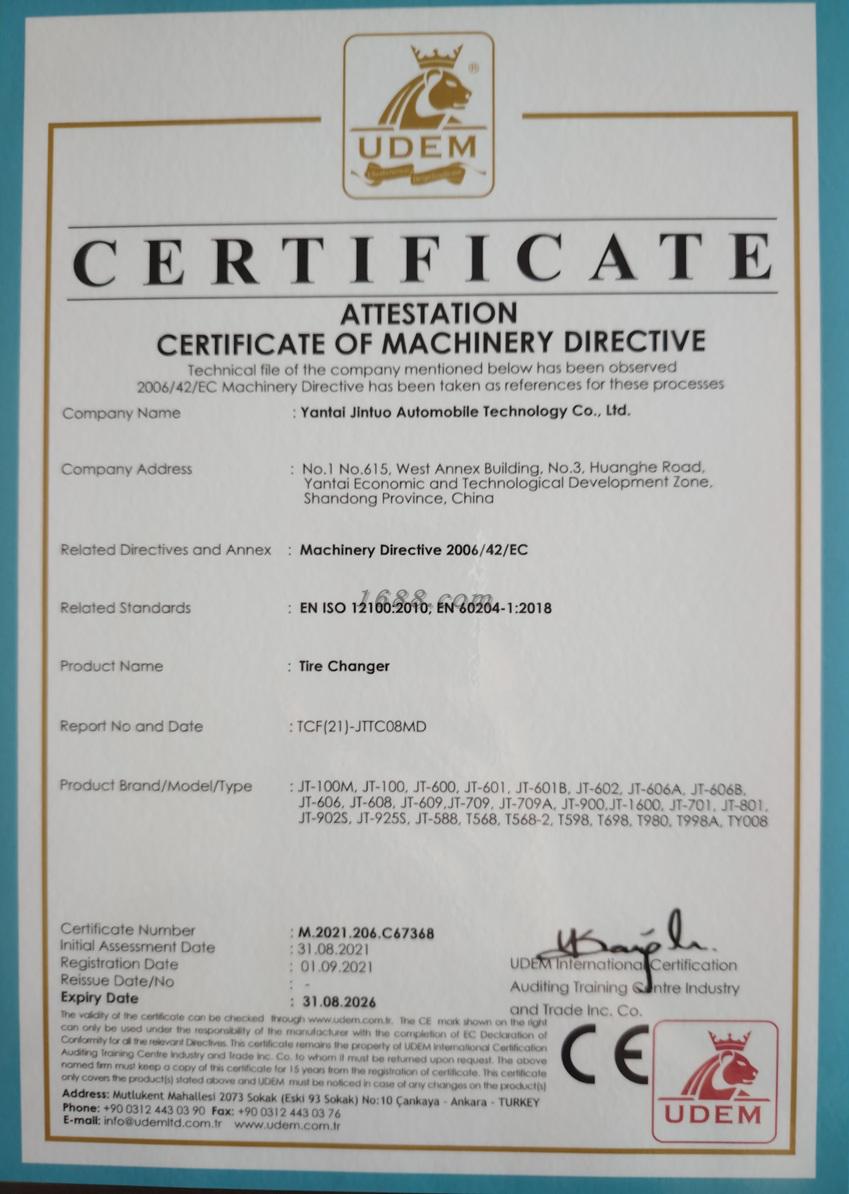 ®
UDEM
CERTIFICATE
ATTESTATION
CERTIFICATE OF MACHINERY DIRECTIVE
Technical file of the company mentioned below has been observed
2006/42/EC Machinery Directive has been taken as references for these processes
Company Name : Yantai Jintuo Automobile Technology Co., Ltd.
Company Address : No.1 No.615, West Annex Building, No.3, Huanghe Road,
Yantai Economic and Technological Development Zone,
Shandong Province, China
Related Directives and Annex : Machinery Directive 2006/42/EC
1688.com
Related Standards : EN ISO 12100:2010, EN 60204-1:2018
Product Name : Tire Changer
Report No and Date : TCF(21)-JTTC08MD
Product Brand/Model/Type : JT-100M, JT-100, JT-600, JT-601, JT-601B, JT-602, JT-606A, JT-606B,
JT-606, JT-608, JT-609,JT-709, JT-709A, JT-900,JT-1600, JT-701, JT-801,
JT-902S, JT-925S, JT-588, T568, T568-2, T598, T698, T980, T998A, TY008
Certificate Number : M.2021.206.C67368
Initial Assessment Date : 31.08.2021
Registration Date : 01.09.2021
Reissue Date/No : -
Expiry Date : 31.08.2026
UDEM International Certification
Auditing Training Centre Industry
and Trade Inc. Co.
The validity of the certificate can be checked through www.udem.com.tr. The CE mark shown on the right
can only be used under the responsibility of the manufacturer with the completion of EC Declaration of
Conformity for all the relevant Directives. This certificate remains the property of UDEM International Certification
Auditing Training Centre Industry and Trade Inc. Co. to whom it must be returned upon request. The above
named firm must keep a copy of this certificate for 15 years from the registration of certificate. This certificate
only covers the product(s) stated above and UDEM must be noticed in case of any changes on the product(s)
Address: Mutlukent Mahallesi 2073 Sokak (Eski 93 Sokak) No:10 Çankaya - Ankara - TURKEY
Phone: +90 0312 443 03 90 Fax: +90 0312 443 03 76
E-mail: info@udemltd.com.tr www.udem.com.tr
CE
UDEM